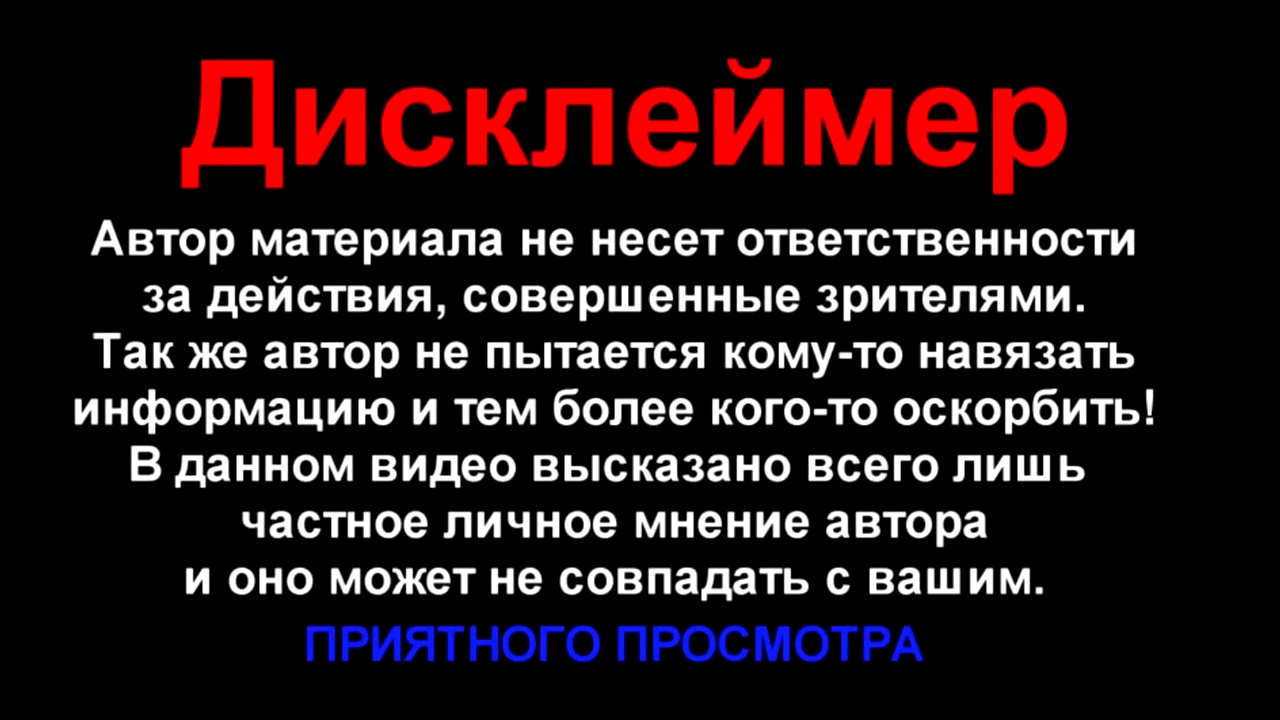 Дисклеймер
Автор материала не несет ответственности
за действия, совершенные зрителями.
Так же автор не пытается кому-то навязать
информацию и тем более кого-то оскорбить!
В данном видео высказано всего лишь
частное личное мнение автора
и оно может не совпадать с вашим.
ПРИЯТНОГО ПРОСМОТРА